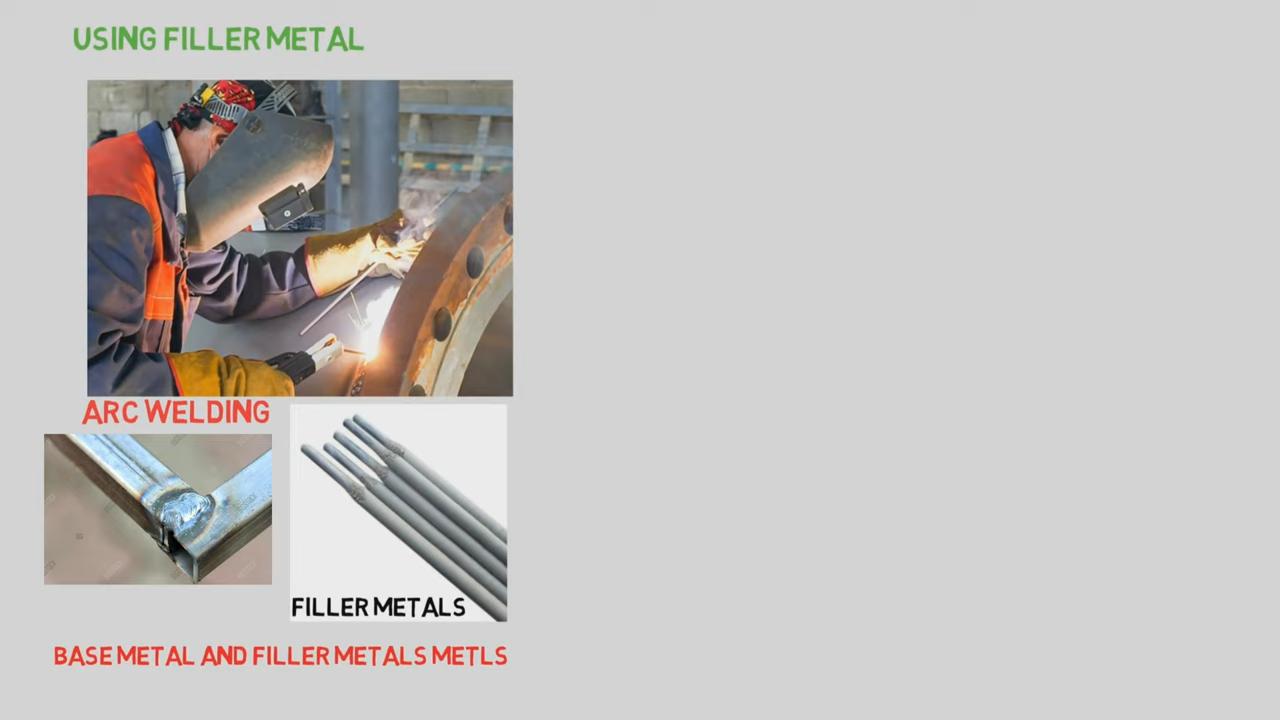 USING FILLER METAL
ARC WELDING
FILLER METALS
BASE METAL AND FILLER METALS METLS